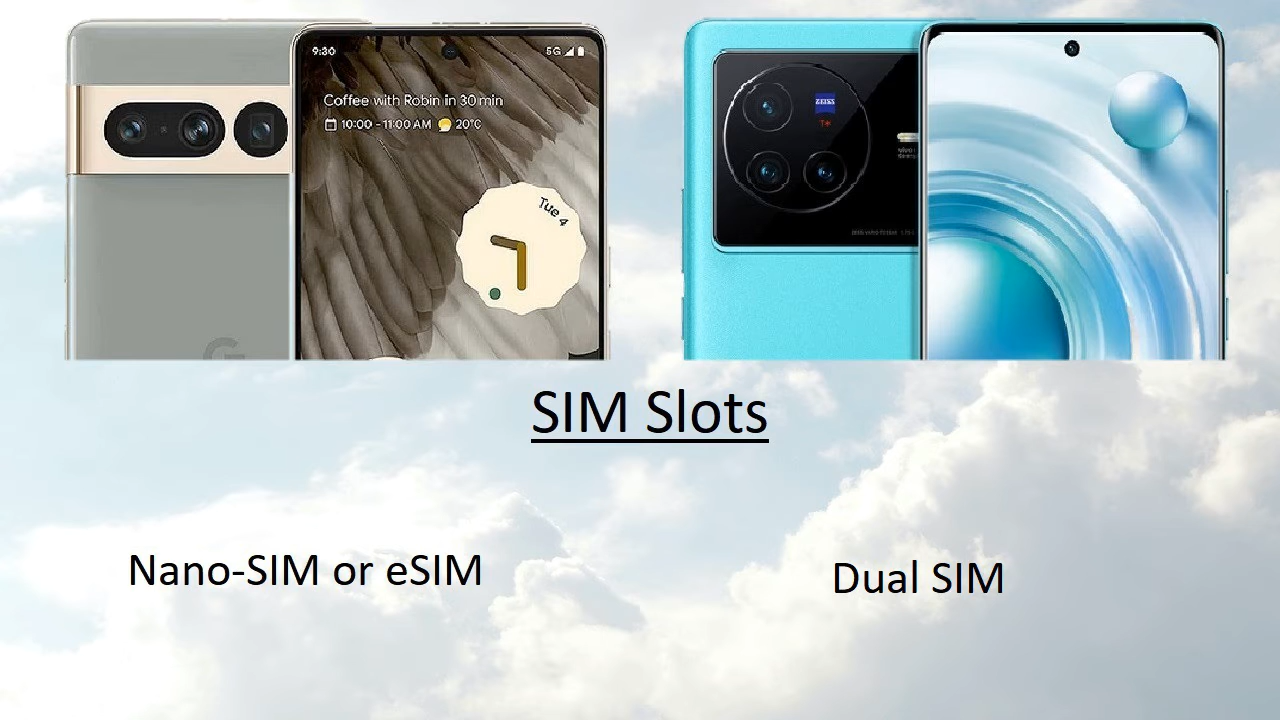 9:30
5G
Coffee with Robin in 30 min
10:00 - 11:00 AM 20°C
Tue 4
G
ZEISS
T*
SIM Slots
Nano-SIM or eSIM
Dual SIM